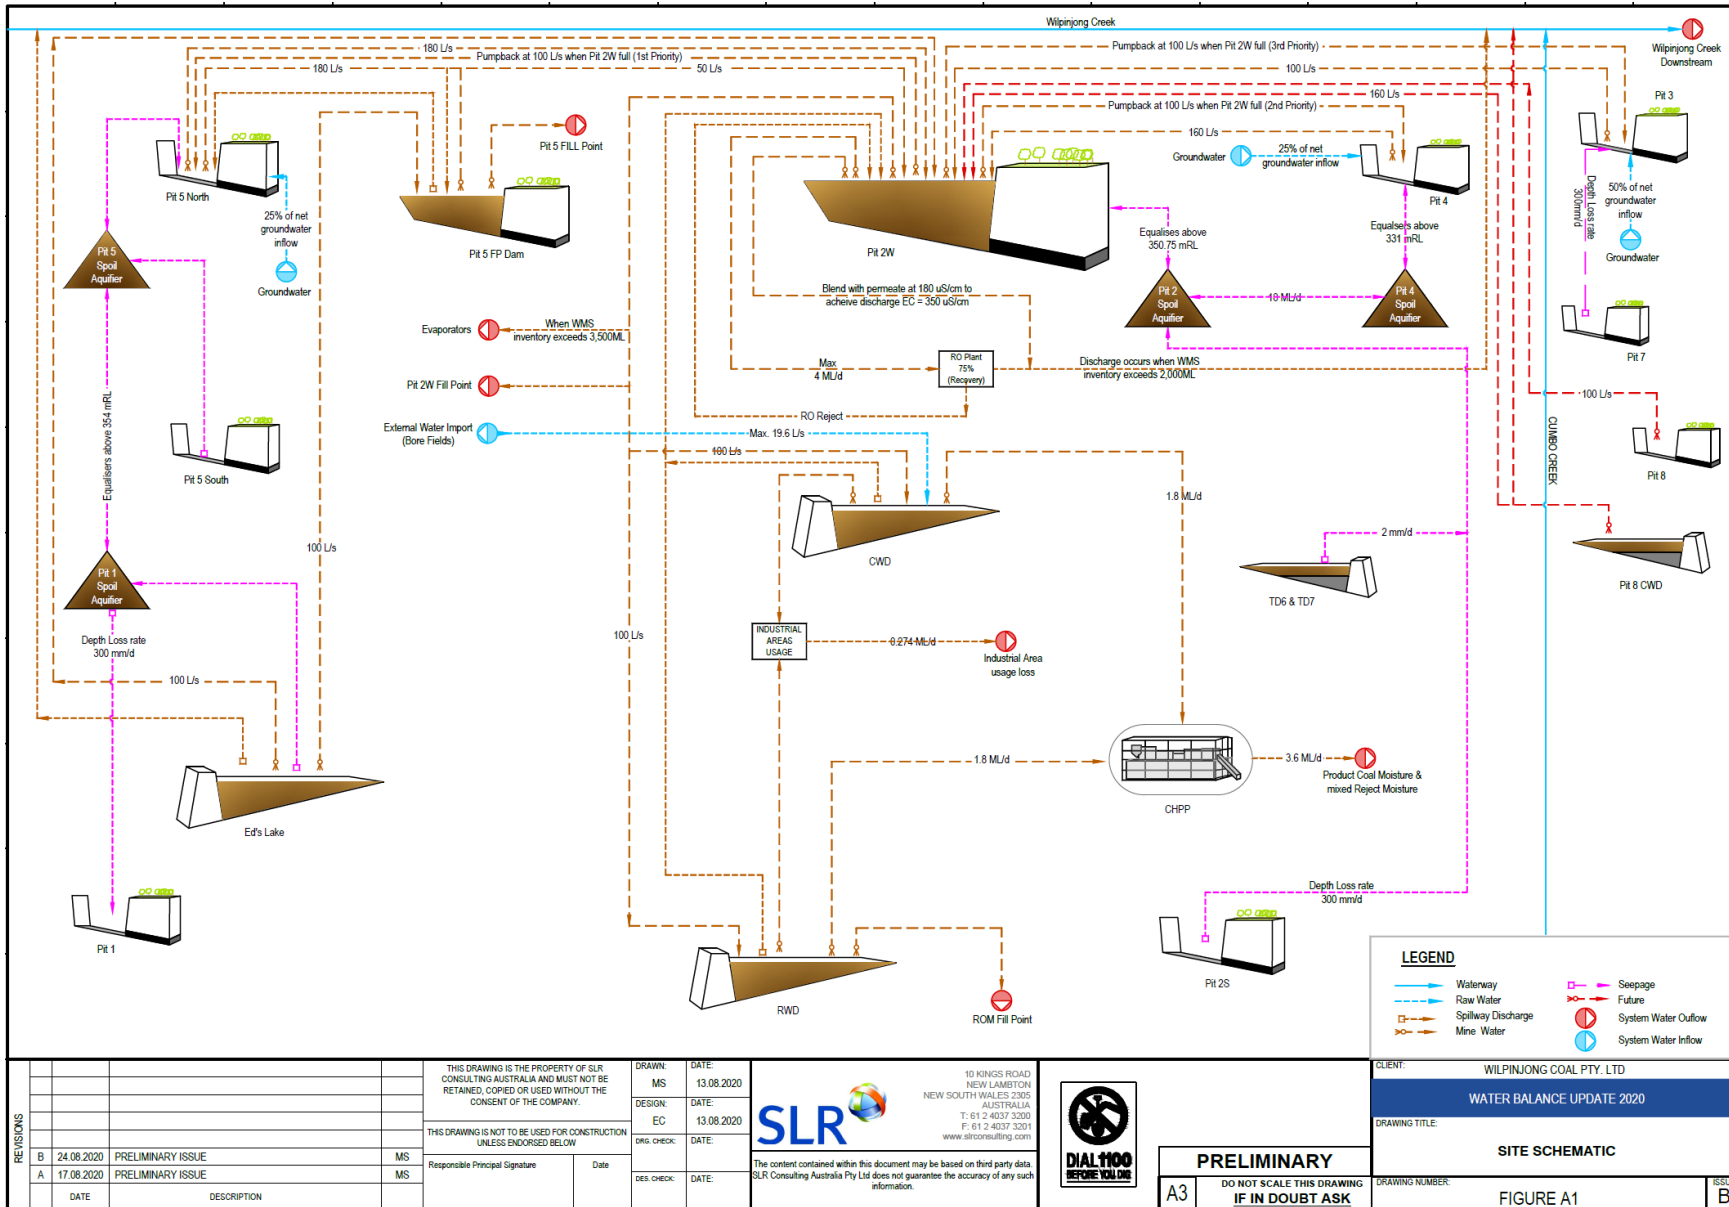 Wilpinjong Creek
Wilpinjong Creek
Downstream
180 L/s
Pumpback at 100 L/s when Pit 2W full (1st Priority)
180 L/s
50 L/s
Pumpback at 100 L/s when Pit 2W full (3rd Priority)
100 L/s
160 L/s
Pumpback at 100 L/s when Pit 2W full (2nd Priority)
160 L/s
Pit 3
Pit 5 FILL Point
Groundwater
25% of net
groundwater inflow
Pit 5 North
Pit 4
25% of net
groundwater
inflow
Groundwater
Pit 5
Spoil
Aquifier
Pit 5 FP Dam
Pit 2W
Equalises above
350.75 mRL
Equalsers above
331 mRL
Depth Loss rate
300mm/d
50% of net
groundwater
inflow
Groundwater
Blend with permeate at 180 uS/cm to
acheive discharge EC = 350 uS/cm
Pit 2
Spoil
Aquifier
10 ML/d
Pit 4
Spoil
Aquifier
Evaporators
When WMS
inventory exceeds 3,500ML
Pit 7
Max
4 ML/d
RO Plant
75%
(Recovery)
Discharge occurs when WMS
inventory exceeds 2,000ML
Pit 2W Fill Point
RO Reject
100 L/s
External Water Import
(Bore Fields)
Max. 19.6 L/s
100 L/s
CUMBO CREEK
Equalisers above 354 mRL
Pit 5 South
Pit 8
1.8 ML/d
100 L/s
CWD
2 mm/d
Pit 1
Spoil
Aquifier
TD6 & TD7
Pit 8 CWD
Depth Loss rate
300 mm/d
100 L/s
INDUSTRIAL
AREAS
USAGE
0.274 ML/d
Industrial Area
usage loss
100 L/s
1.8 ML/d
3.6 ML/d
Product Coal Moisture &
mixed Reject Moisture
CHPP
Ed's Lake
Depth Loss rate
300 mm/d
Pit 1
Pit 2S
RWD
ROM Fill Point
LEGEND
Waterway
Raw Water
Spillway Discharge
Mine Water
Seepage
Future
System Water Ouflow
System Water Inflow
REVISIONS
B 24.08.2020 PRELIMINARY ISSUE MS
A 17.08.2020 PRELIMINARY ISSUE MS
DATE DESCRIPTION
THIS DRAWING IS THE PROPERTY OF SLR
CONSULTING AUSTRALIA AND MUST NOT BE
RETAINED, COPIED OR USED WITHOUT THE
CONSENT OF THE COMPANY.
THIS DRAWING IS NOT TO BE USED FOR CONSTRUCTION
UNLESS ENDORSED BELOW
Responsible Principal Signature Date
DRAWN: DATE:
MS 13.08.2020
DESIGN: DATE:
EC 13.08.2020
DRG. CHECK: DATE:
DES. CHECK: DATE:
SLR
10 KINGS ROAD
NEW LAMBTON
NEW SOUTH WALES 2305
AUSTRALIA
T: 61 2 4037 3200
F: 61 2 4037 3201
www.slrconsulting.com
The content contained within this document may be based on third party data.
SLR Consulting Australia Pty Ltd does not guarantee the accuracy of any such
information.
DIAL 1100
BEFORE YOU DIG
PRELIMINARY
A3
DO NOT SCALE THIS DRAWING
IF IN DOUBT ASK
CLIENT:
WILPINJONG COAL PTY. LTD
WATER BALANCE UPDATE 2020
DRAWING TITLE:
SITE SCHEMATIC
DRAWING NUMBER:
FIGURE A1
B